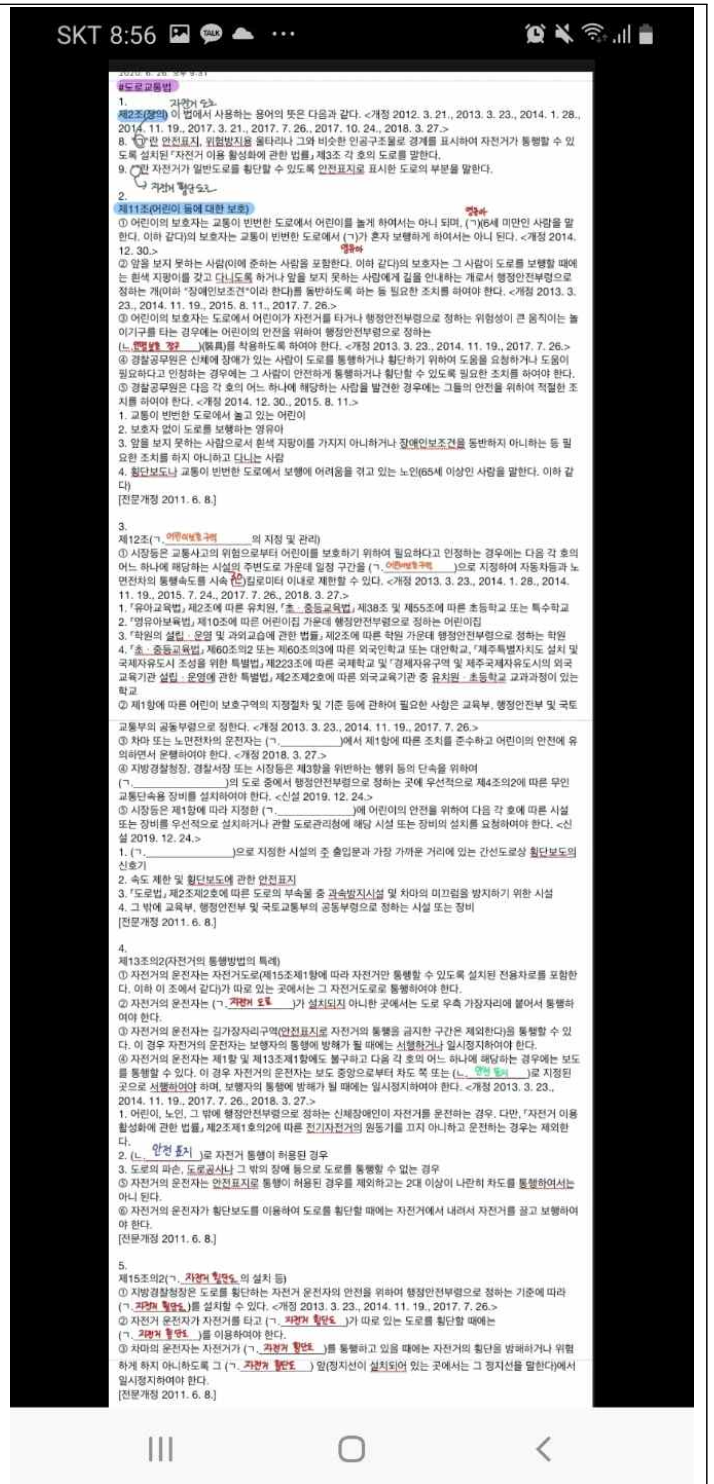 SKT 8:56 TALK ...
2020. 6. 26. 오후 9:31
#도로교통법
1.
자전거 도로
제2조(정의) 이 법에서 사용하는 용어의 뜻은 다음과 같다. <개정 2012. 3. 21., 2013. 3. 23., 2014. 1. 28.,
2014. 11. 19., 2017. 3. 21., 2017. 7. 26., 2017. 10. 24., 2018. 3. 27.>
8. "란 안전표지, 위험방지용 울타리나 그와 비슷한 인공구조물로 경계를 표시하여 자전거가 통행할 수 있
도록 설치된 「자전거 이용 활성화에 관한 법률」 제3조 각 호의 도로를 말한다.
9. "란 자전거가 일반도로를 횡단할 수 있도록 안전표지로 표시한 도로의 부분을 말한다.
자전거 횡단도로
2.
제11조(어린이 등에 대한 보호)
영유아
① 어린이의 보호자는 교통이 빈번한 도로에서 어린이를 놀게 하여서는 아니 되며, (ㄱ)(6세 미만인 사람을 말
한다. 이하 같다)의 보호자는 교통이 빈번한 도로에서 (ㄱ)가 혼자 보행하게 하여서는 아니 된다. <개정 2014.
12. 30.>
영유아
② 앞을 보지 못하는 사람(이에 준하는 사람을 포함한다. 이하 같다)의 보호자는 그 사람이 도로를 보행할 때에
는 흰색 지팡이를 갖고 다니도록 하거나 앞을 보지 못하는 사람에게 길을 안내하는 개로서 행정안전부령으로
정하는 개(이하 "장애인보조견"이라 한다)를 동반하도록 하는 등 필요한 조치를 하여야 한다. <개정 2013. 3.
23., 2014. 11. 19., 2015. 8. 11., 2017. 7. 26.>
③ 어린이의 보호자는 도로에서 어린이가 자전거를 타거나 행정안전부령으로 정하는 위험성이 큰 움직이는 놀
이기구를 타는 경우에는 어린이의 안전을 위하여 행정안전부령으로 정하는
(ㄴ.인명보호 장구 )(裝具)를 착용하도록 하여야 한다. <개정 2013. 3. 23., 2014. 11. 19., 2017. 7. 26.>
④ 경찰공무원은 신체에 장애가 있는 사람이 도로를 통행하거나 횡단하기 위하여 도움을 요청하거나 도움이
필요하다고 인정하는 경우에는 그 사람이 안전하게 통행하거나 횡단할 수 있도록 필요한 조치를 하여야 한다.
⑤ 경찰공무원은 다음 각 호의 어느 하나에 해당하는 사람을 발견한 경우에는 그들의 안전을 위하여 적절한 조
치를 하여야 한다. <개정 2014. 12. 30., 2015. 8. 11.>
1. 교통이 빈번한 도로에서 놀고 있는 어린이
2. 보호자 없이 도로를 보행하는 영유아
3. 앞을 보지 못하는 사람으로서 흰색 지팡이를 가지지 아니하거나 장애인보조견을 동반하지 아니하는 등 필
요한 조치를 하지 아니하고 다니는 사람
4. 횡단보도나 교통이 빈번한 도로에서 보행에 어려움을 겪고 있는 노인(65세 이상인 사람을 말한다. 이하 같
다)
[전문개정 2011. 6. 8.]
3.
제12조(ㄱ. 어린이보호구역 의 지정 및 관리)
① 시장등은 교통사고의 위험으로부터 어린이를 보호하기 위하여 필요하다고 인정하는 경우에는 다음 각 호의
어느 하나에 해당하는 시설의 주변도로 가운데 일정 구간을 (ㄱ. 어린이보호구역 )으로 지정하여 자동차등과 노
면전차의 통행속도를 시속 30킬로미터 이내로 제한할 수 있다. <개정 2013. 3. 23., 2014. 1. 28., 2014.
11. 19., 2015. 7. 24., 2017. 7. 26., 2018. 3. 27.>
1. 「유아교육법」 제2조에 따른 유치원, 「초ㆍ중등교육법」 제38조 및 제55조에 따른 초등학교 또는 특수학교
2. 「영유아보육법」 제10조에 따른 어린이집 가운데 행정안전부령으로 정하는 어린이집
3. 「학원의 설립ㆍ운영 및 과외교습에 관한 법률」 제2조에 따른 학원 가운데 행정안전부령으로 정하는 학원
4. 「초ㆍ중등교육법」 제60조의2 또는 제60조의3에 따른 외국인학교 또는 대안학교, 「제주특별자치도 설치 및
국제자유도시 조성을 위한 특별법」 제223조에 따른 국제학교 및 「경제자유구역 및 제주국제자유도시의 외국
교육기관 설립ㆍ운영에 관한 특별법」 제2조제2호에 따른 외국교육기관 중 유치원ㆍ초등학교 교과과정이 있는
학교
② 제1항에 따른 어린이 보호구역의 지정절차 및 기준 등에 관하여 필요한 사항은 교육부, 행정안전부 및 국토
교통부의 공동부령으로 정한다. <개정 2013. 3. 23., 2014. 11. 19., 2017. 7. 26.>
③ 차마 또는 노면전차의 운전자는 (ㄱ. )에서 제1항에 따른 조치를 준수하고 어린이의 안전에 유
의하면서 운행하여야 한다. <개정 2018. 3. 27.>
④ 지방경찰청장, 경찰서장 또는 시장등은 제3항을 위반하는 행위 등의 단속을 위하여
(ㄱ. )의 도로 중에서 행정안전부령으로 정하는 곳에 우선적으로 제4조의2에 따른 무인
교통단속용 장비를 설치하여야 한다. <신설 2019. 12. 24.>
⑤ 시장등은 제1항에 따라 지정한 (ㄱ. )에 어린이의 안전을 위하여 다음 각 호에 따른 시설
또는 장비를 우선적으로 설치하거나 관할 도로관리청에 해당 시설 또는 장비의 설치를 요청하여야 한다. <신
설 2019. 12. 24.>
1. (ㄱ. )으로 지정한 시설의 주 출입문과 가장 가까운 거리에 있는 간선도로상 횡단보도의
신호기
2. 속도 제한 및 횡단보도에 관한 안전표지
3. 「도로법」 제2조제2호에 따른 도로의 부속물 중 과속방지시설 및 차마의 미끄럼을 방지하기 위한 시설
4. 그 밖에 교육부, 행정안전부 및 국토교통부의 공동부령으로 정하는 시설 또는 장비
[전문개정 2011. 6. 8.]
4.
제13조의2(자전거의 통행방법의 특례)
① 자전거의 운전자는 자전거도로(제15조제1항에 따라 자전거만 통행할 수 있도록 설치된 전용차로를 포함한
다. 이하 이 조에서 같다)가 따로 있는 곳에서는 그 자전거도로로 통행하여야 한다.
② 자전거의 운전자는 (ㄱ. 자전거 도로 )가 설치되지 아니한 곳에서는 도로 우측 가장자리에 붙어서 통행하
여야 한다.
③ 자전거의 운전자는 길가장자리구역(안전표지로 자전거의 통행을 금지한 구간은 제외한다)을 통행할 수 있
다. 이 경우 자전거의 운전자는 보행자의 통행에 방해가 될 때에는 서행하거나 일시정지하여야 한다.
④ 자전거의 운전자는 제1항 및 제13조제1항에도 불구하고 다음 각 호의 어느 하나에 해당하는 경우에는 보도
를 통행할 수 있다. 이 경우 자전거의 운전자는 보도 중앙으로부터 차도 쪽 또는 (ㄴ. 안전 표지 )로 지정된
곳으로 서행하여야 하며, 보행자의 통행에 방해가 될 때에는 일시정지하여야 한다. <개정 2013. 3. 23.,
2014. 11. 19., 2017. 7. 26., 2018. 3. 27.>
1. 어린이, 노인, 그 밖에 행정안전부령으로 정하는 신체장애인이 자전거를 운전하는 경우. 다만, 「자전거 이용
활성화에 관한 법률」 제2조제1호의2에 따른 전기자전거의 원동기를 끄지 아니하고 운전하는 경우는 제외한
다.
2. (ㄴ. 안전 표지 )로 자전거 통행이 허용된 경우
3. 도로의 파손, 도로공사나 그 밖의 장애 등으로 도로를 통행할 수 없는 경우
⑤ 자전거의 운전자는 안전표지로 통행이 허용된 경우를 제외하고는 2대 이상이 나란히 차도를 통행하여서는
아니 된다.
⑥ 자전거의 운전자가 횡단보도를 이용하여 도로를 횡단할 때에는 자전거에서 내려서 자전거를 끌고 보행하여
야 한다.
[전문개정 2011. 6. 8.]
5.
제15조의2(ㄱ. 자전거 횡단도 의 설치 등)
① 지방경찰청장은 도로를 횡단하는 자전거 운전자의 안전을 위하여 행정안전부령으로 정하는 기준에 따라
(ㄱ. 자전거 횡단도 )를 설치할 수 있다. <개정 2013. 3. 23., 2014. 11. 19., 2017. 7. 26.>
② 자전거 운전자가 자전거를 타고 (ㄱ. 자전거 횡단도 )가 따로 있는 도로를 횡단할 때에는
(ㄱ. 자전거 횡단도 )를 이용하여야 한다.
③ 차마의 운전자는 자전거가 (ㄱ. 자전거 횡단도 )를 통행하고 있을 때에는 자전거의 횡단을 방해하거나 위험
하게 하지 아니하도록 그 (ㄱ. 자전거 횡단도 ) 앞(정지선이 설치되어 있는 곳에서는 그 정지선을 말한다)에서
일시정지하여야 한다.
[전문개정 2011. 6. 8.]